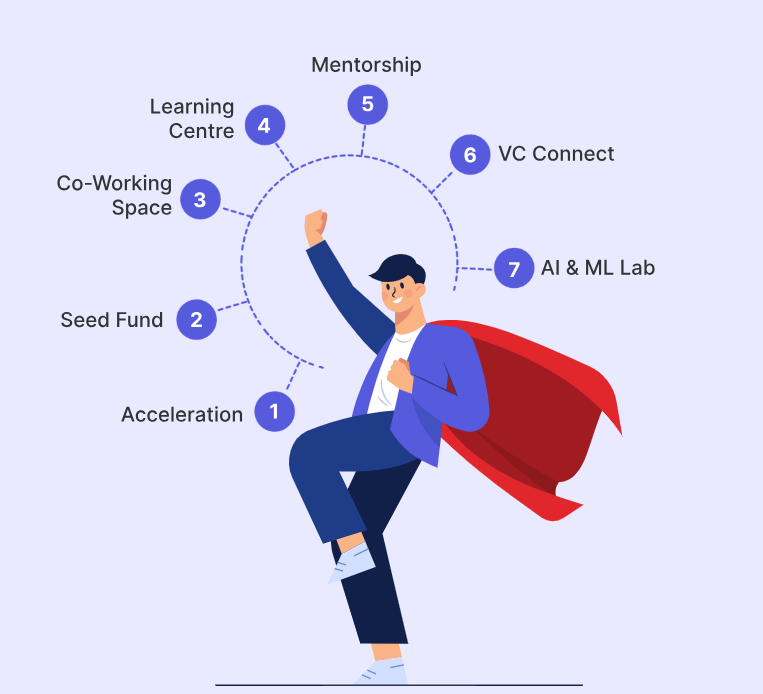 Mentorship
5
Learning
Centre
4
6
VC Connect
Co-Working
Space
3
7
AI & ML Lab
Seed Fund
2
Acceleration
1